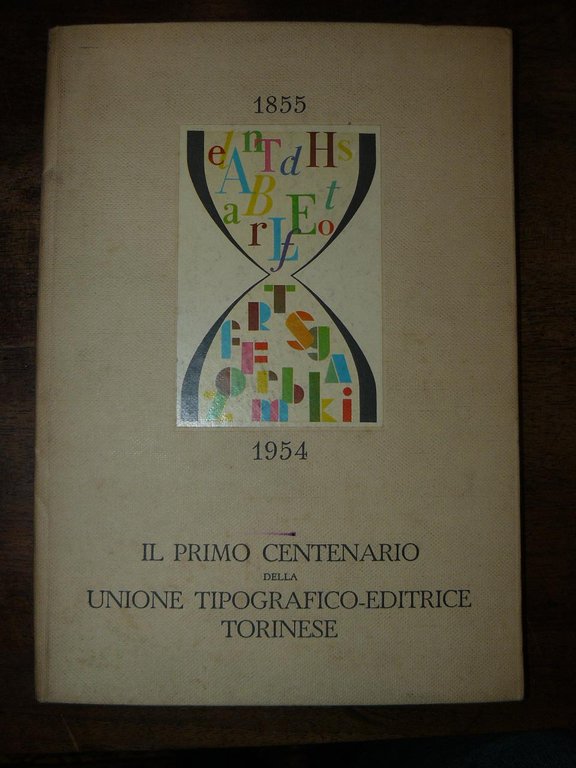 1855
1954
IL PRIMO CENTENARIO
DELLA
UNIONE TIPOGRAFICO-EDITRICE
TORINESE